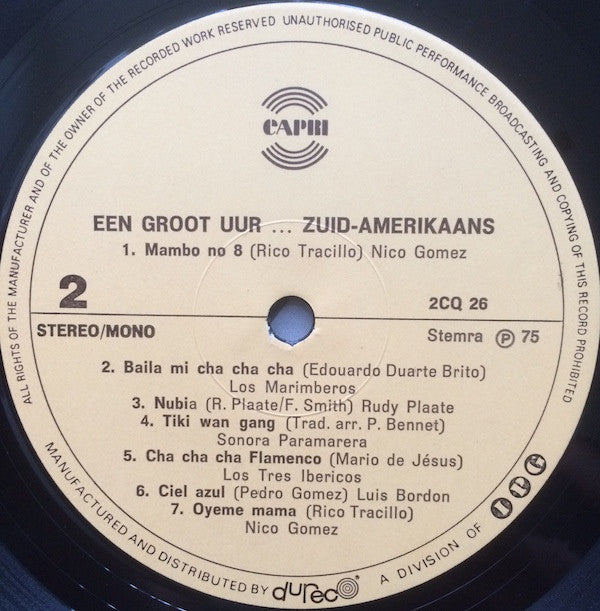 ALL RIGHTS OF THE MANUFACTURER AND OF THE OWNER OF THE RECORDED WORK RESERVED UNAUTHORISED PUBLIC PERFORMANCE BROADCASTING AND COPYING OF THIS RECORD PROHIBITED
CAPRI
EEN GROOT UUR ... ZUID-AMERIKAANS
1. Mambo no 8 (Rico Tracillo) Nico Gomez
2
2CQ 26
STEREO/MONO
Stemra Ⓟ 75
2. Baila mi cha cha cha (Edouardo Duarte Brito)
Los Marimberos
3. Nubia (R. Plaate/F. Smith) Rudy Plaate
4. Tiki wan gang (Trad. arr. P. Bennet)
Sonora Paramarera
5. Cha cha cha Flamenco (Mario de Jésus)
Los Tres Ibericos
6. Ciel azul (Pedro Gomez) Luis Bordon
7. Oyeme mama (Rico Tracillo)
Nico Gomez
MANUFACTURED AND DISTRIBUTED BY dureco A DIVISION OF IPG